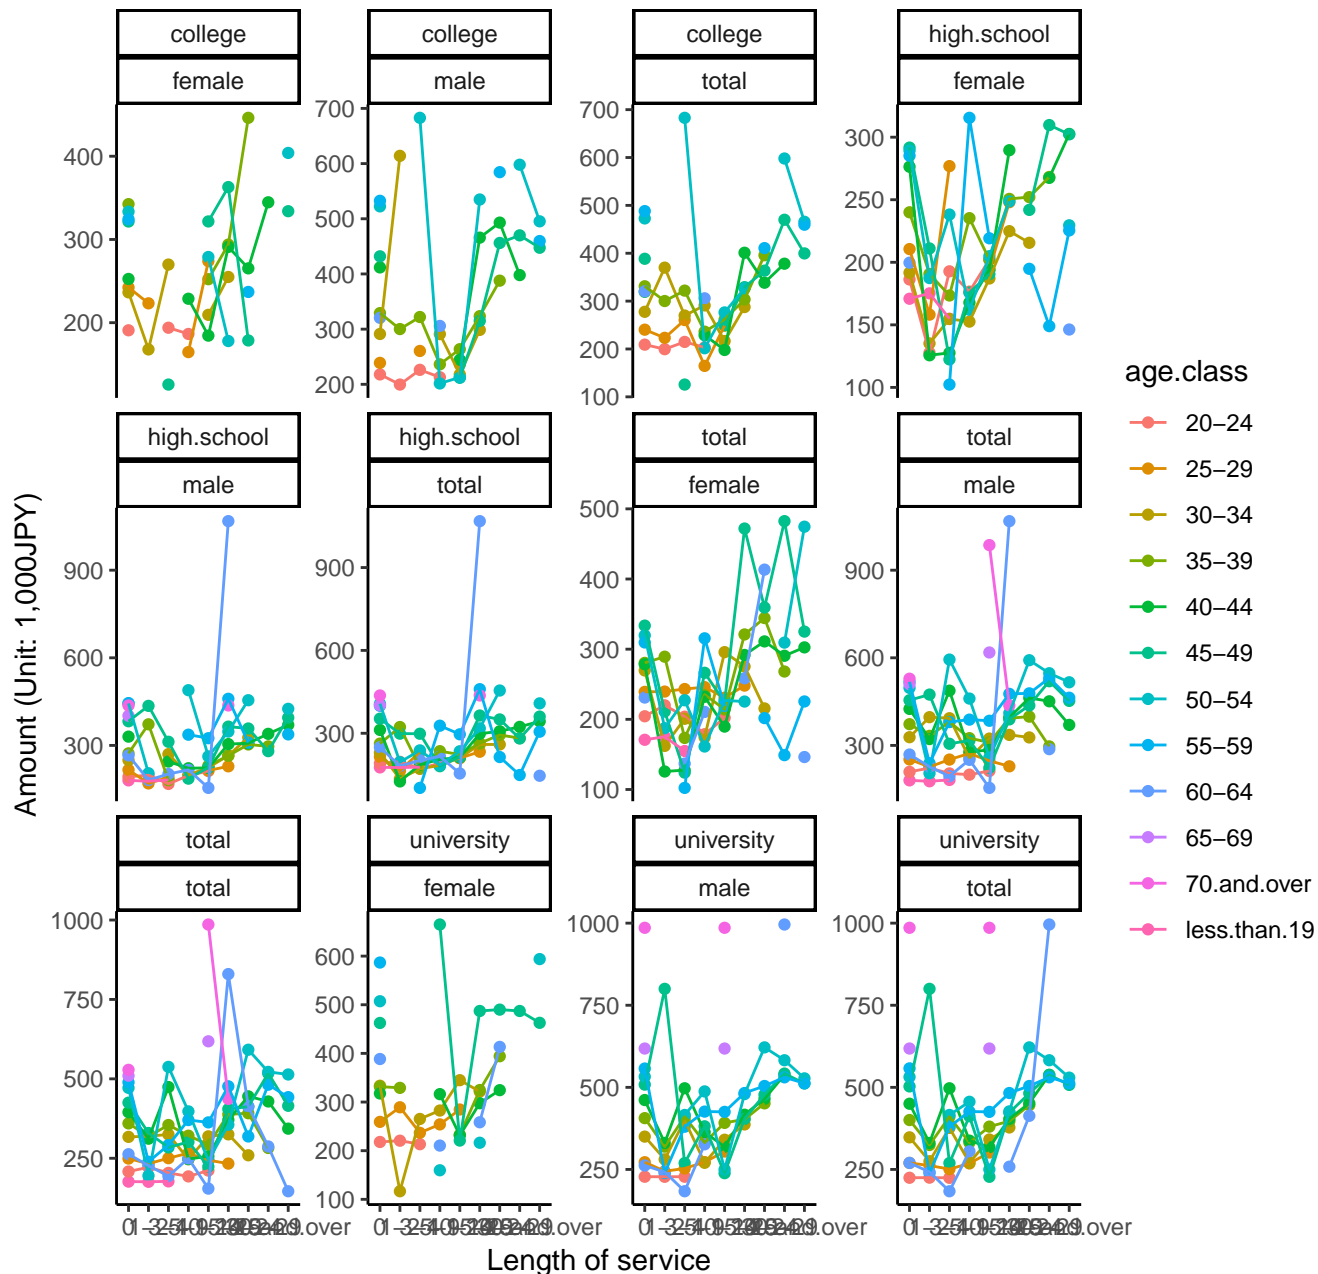 college
college
college
high.school
female
male
total
female
400
300
200
700
600
500
400
300
200
700
600
500
400
300
200
100
300
250
200
150
100
high.school
high.school
total
total
male
total
female
male
900
600
300
900
600
300
500
400
300
200
100
900
600
300
total
university
university
university
total
female
male
total
1000
750
500
250
600
500
400
300
200
100
1000
750
500
250
1000
750
500
250
Length of service
Amount (Unit: 1,000JPY)
age.class
20−24
25−29
30−34
35−39
40−44
45−49
50−54
55−59
60−64
65−69
70.and.over
less.than.19